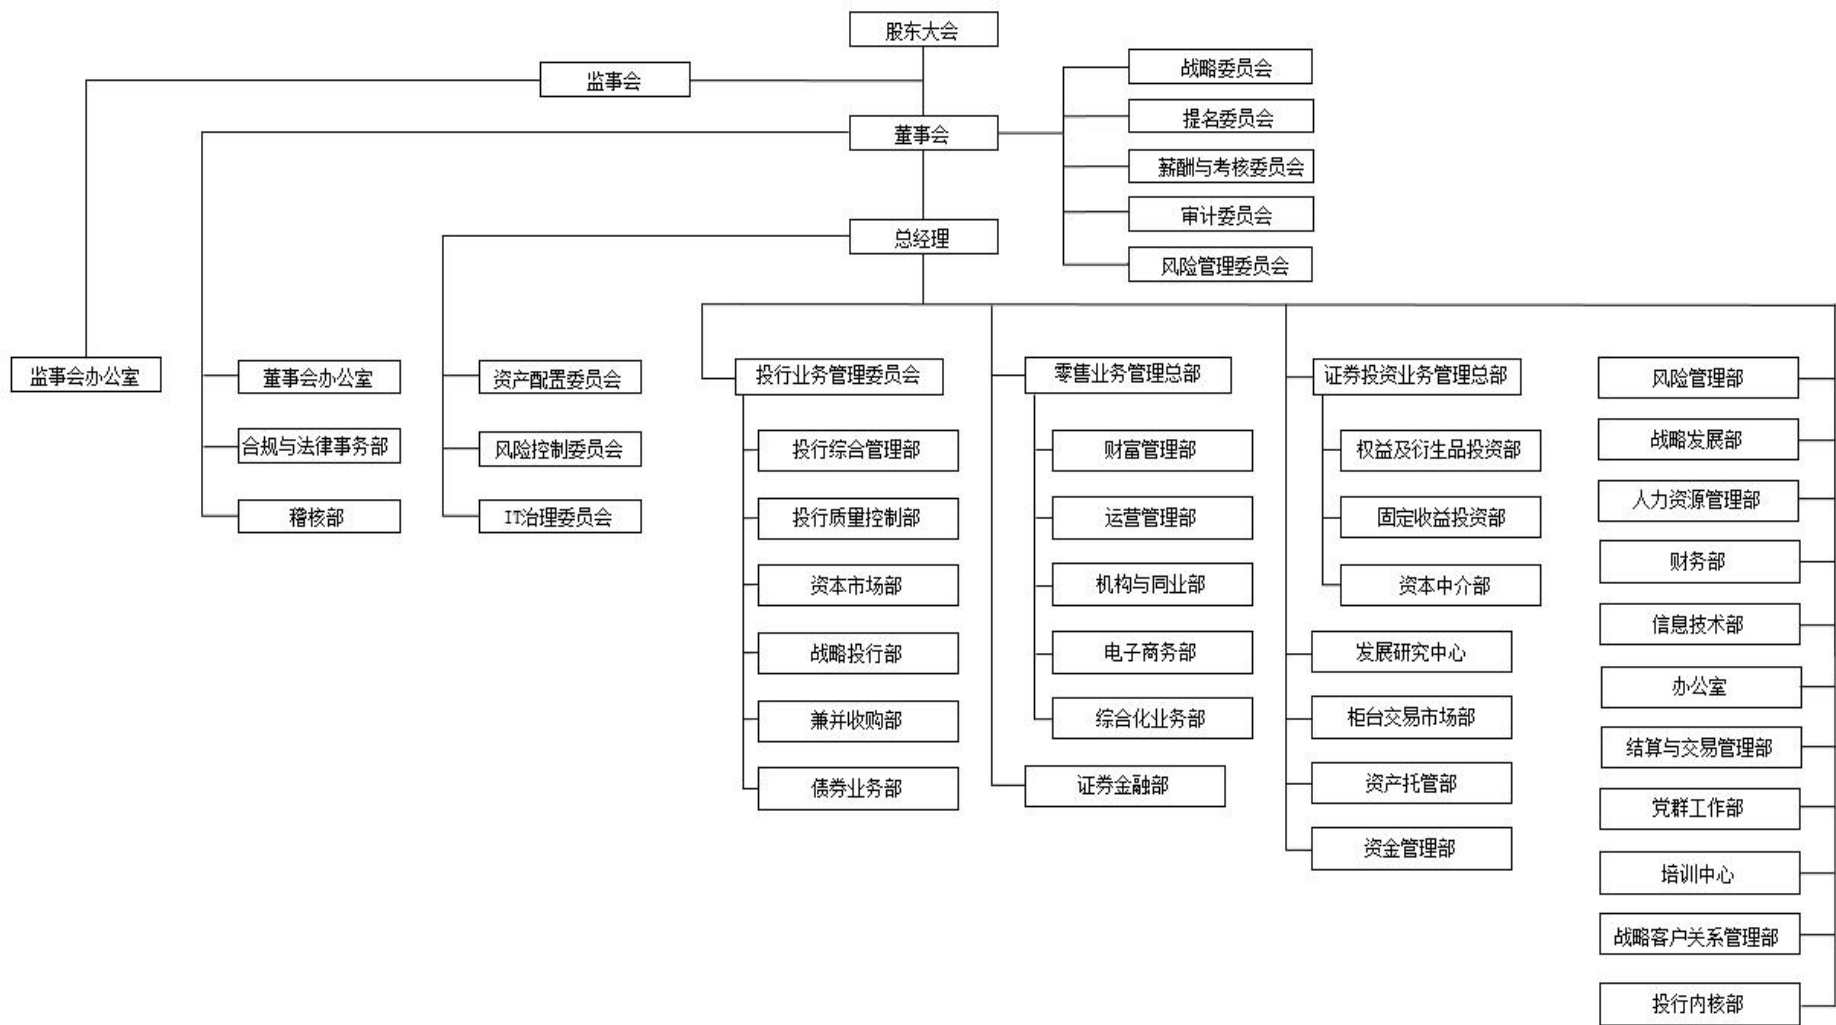 股东大会
监事会
董事会
战略委员会
提名委员会
薪酬与考核委员会
审计委员会
风险管理委员会
总经理
监事会办公室
董事会办公室
合规与法律事务部
稽核部
资产配置委员会
风险控制委员会
IT治理委员会
投行业务管理委员会
投行综合管理部
投行质量控制部
资本市场部
战略投行部
兼并收购部
债券业务部
零售业务管理总部
财富管理部
运营管理部
机构与同业部
电子商务部
综合化业务部
证券金融部
证券投资业务管理总部
权益及衍生品投资部
固定收益投资部
资本中介部
发展研究中心
柜台交易市场部
资产托管部
资金管理部
风险管理部
战略发展部
人力资源管理部
财务部
信息技术部
办公室
结算与交易管理部
党群工作部
培训中心
战略客户关系管理部
投行内核部